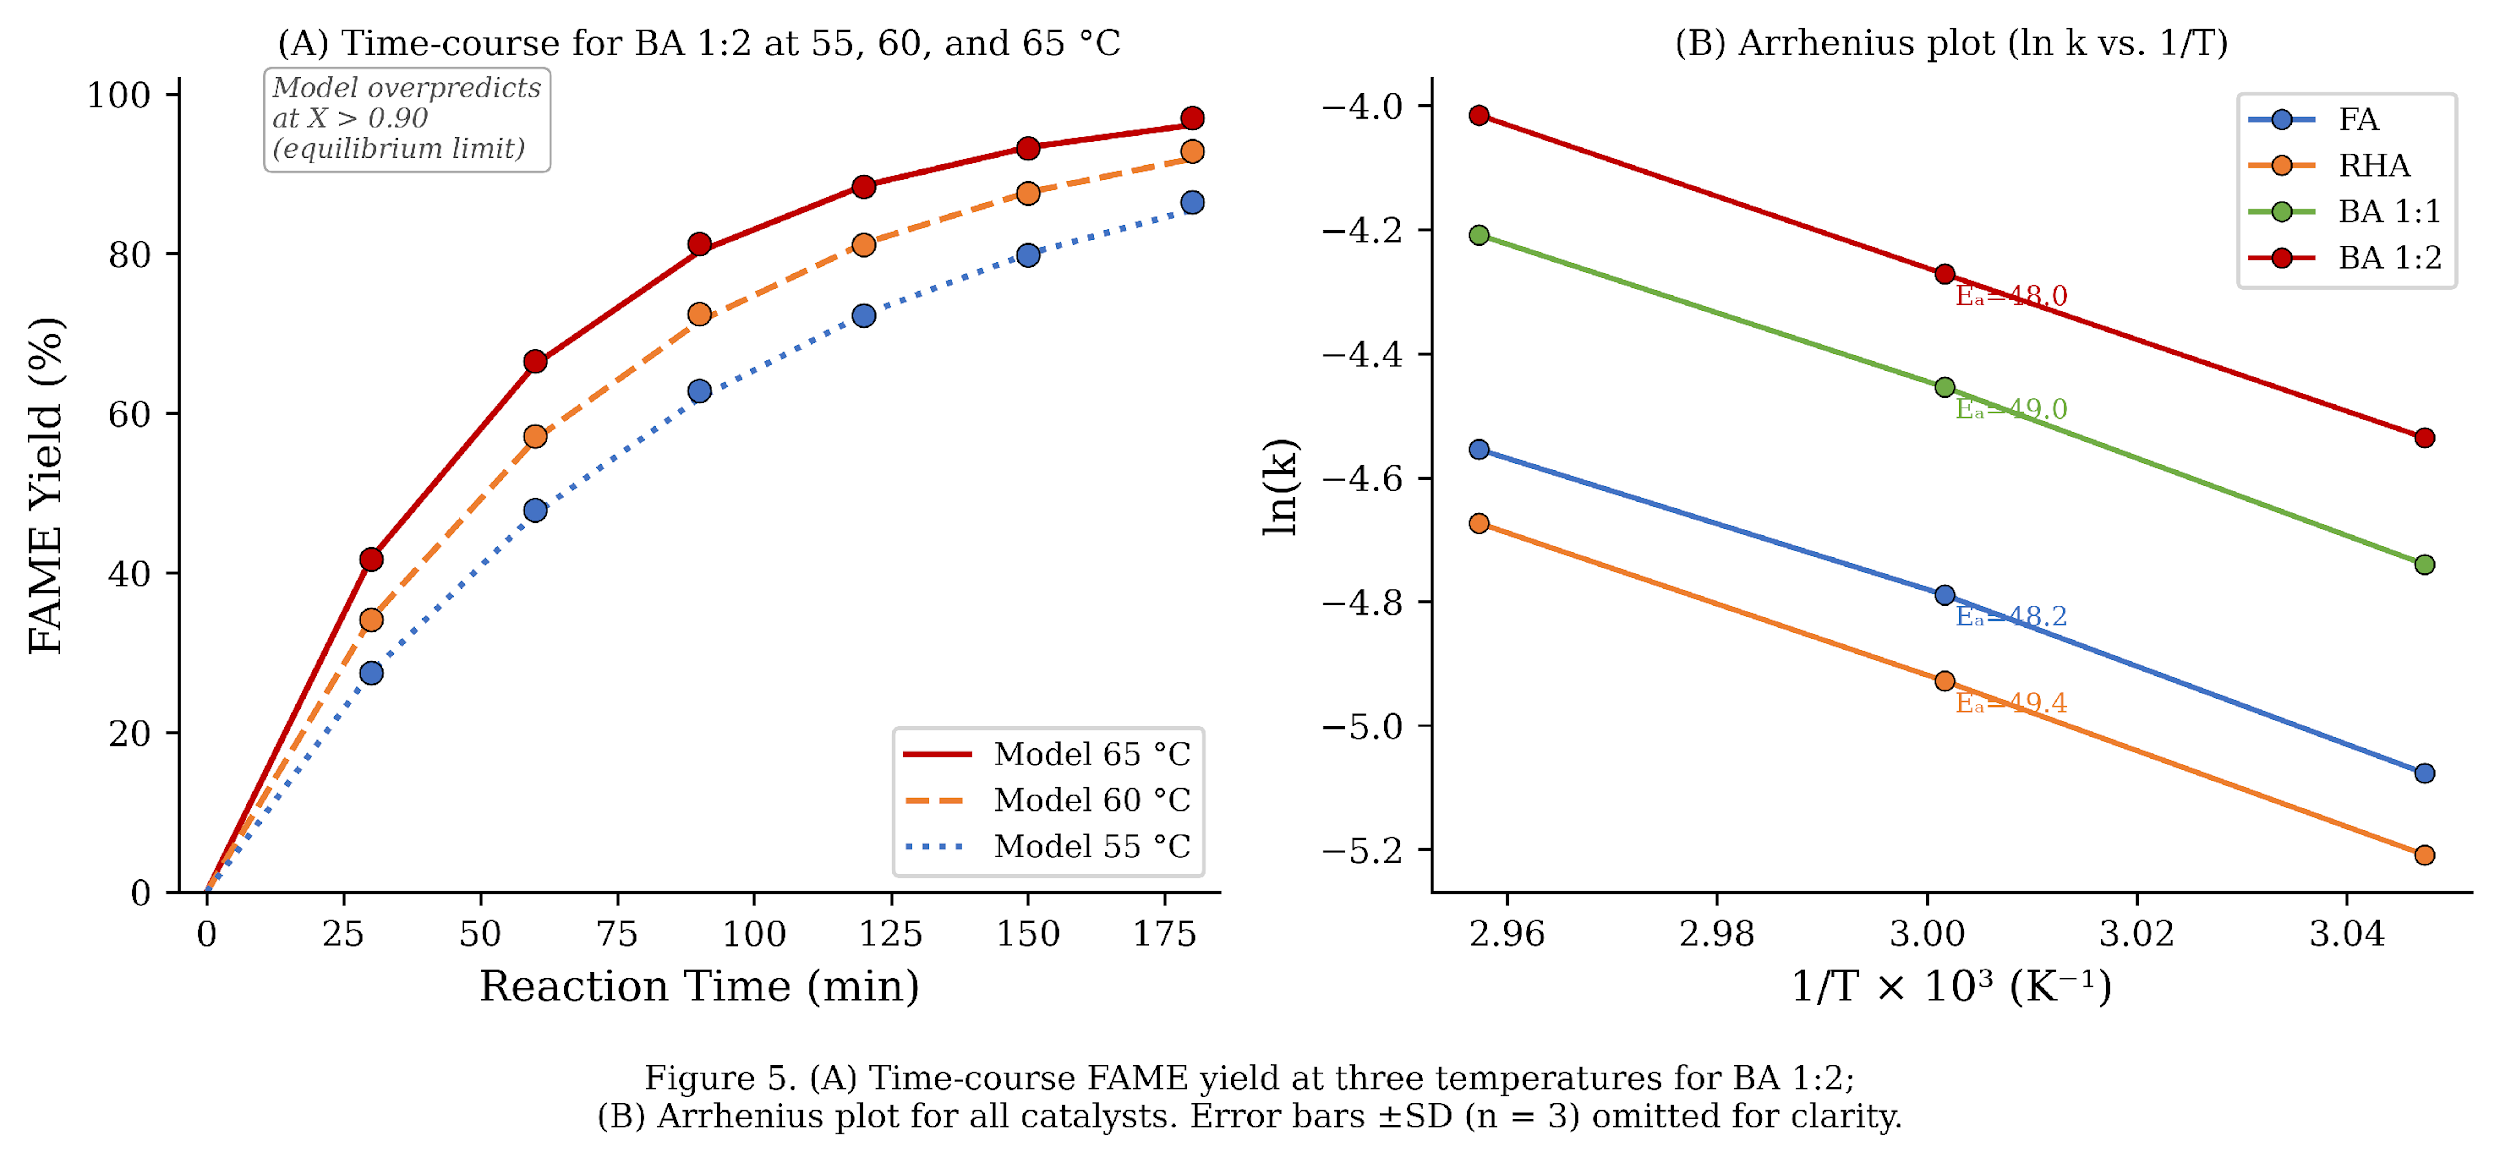 (A) Time-course for BA 1:2 at 55, 60, and 65 °C
Model overpredicts
at X > 0.90
(equilibrium limit)
100
80
60
40
20
0
FAME Yield (%)
Model 65 °C
Model 60 °C
Model 55 °C
0 25 50 75 100 125 150 175
Reaction Time (min)
(B) Arrhenius plot (ln k vs. 1/T)
−4.0
−4.2
−4.4
−4.6
−4.8
−5.0
−5.2
ln(k)
FA
RHA
BA 1:1
BA 1:2
Eₐ=48.0
Eₐ=49.0
Eₐ=48.2
Eₐ=49.4
2.96 2.98 3.00 3.02 3.04
1/T × 10³ (K⁻¹)
Figure 5. (A) Time-course FAME yield at three temperatures for BA 1:2;
(B) Arrhenius plot for all catalysts. Error bars ±SD (n = 3) omitted for clarity.